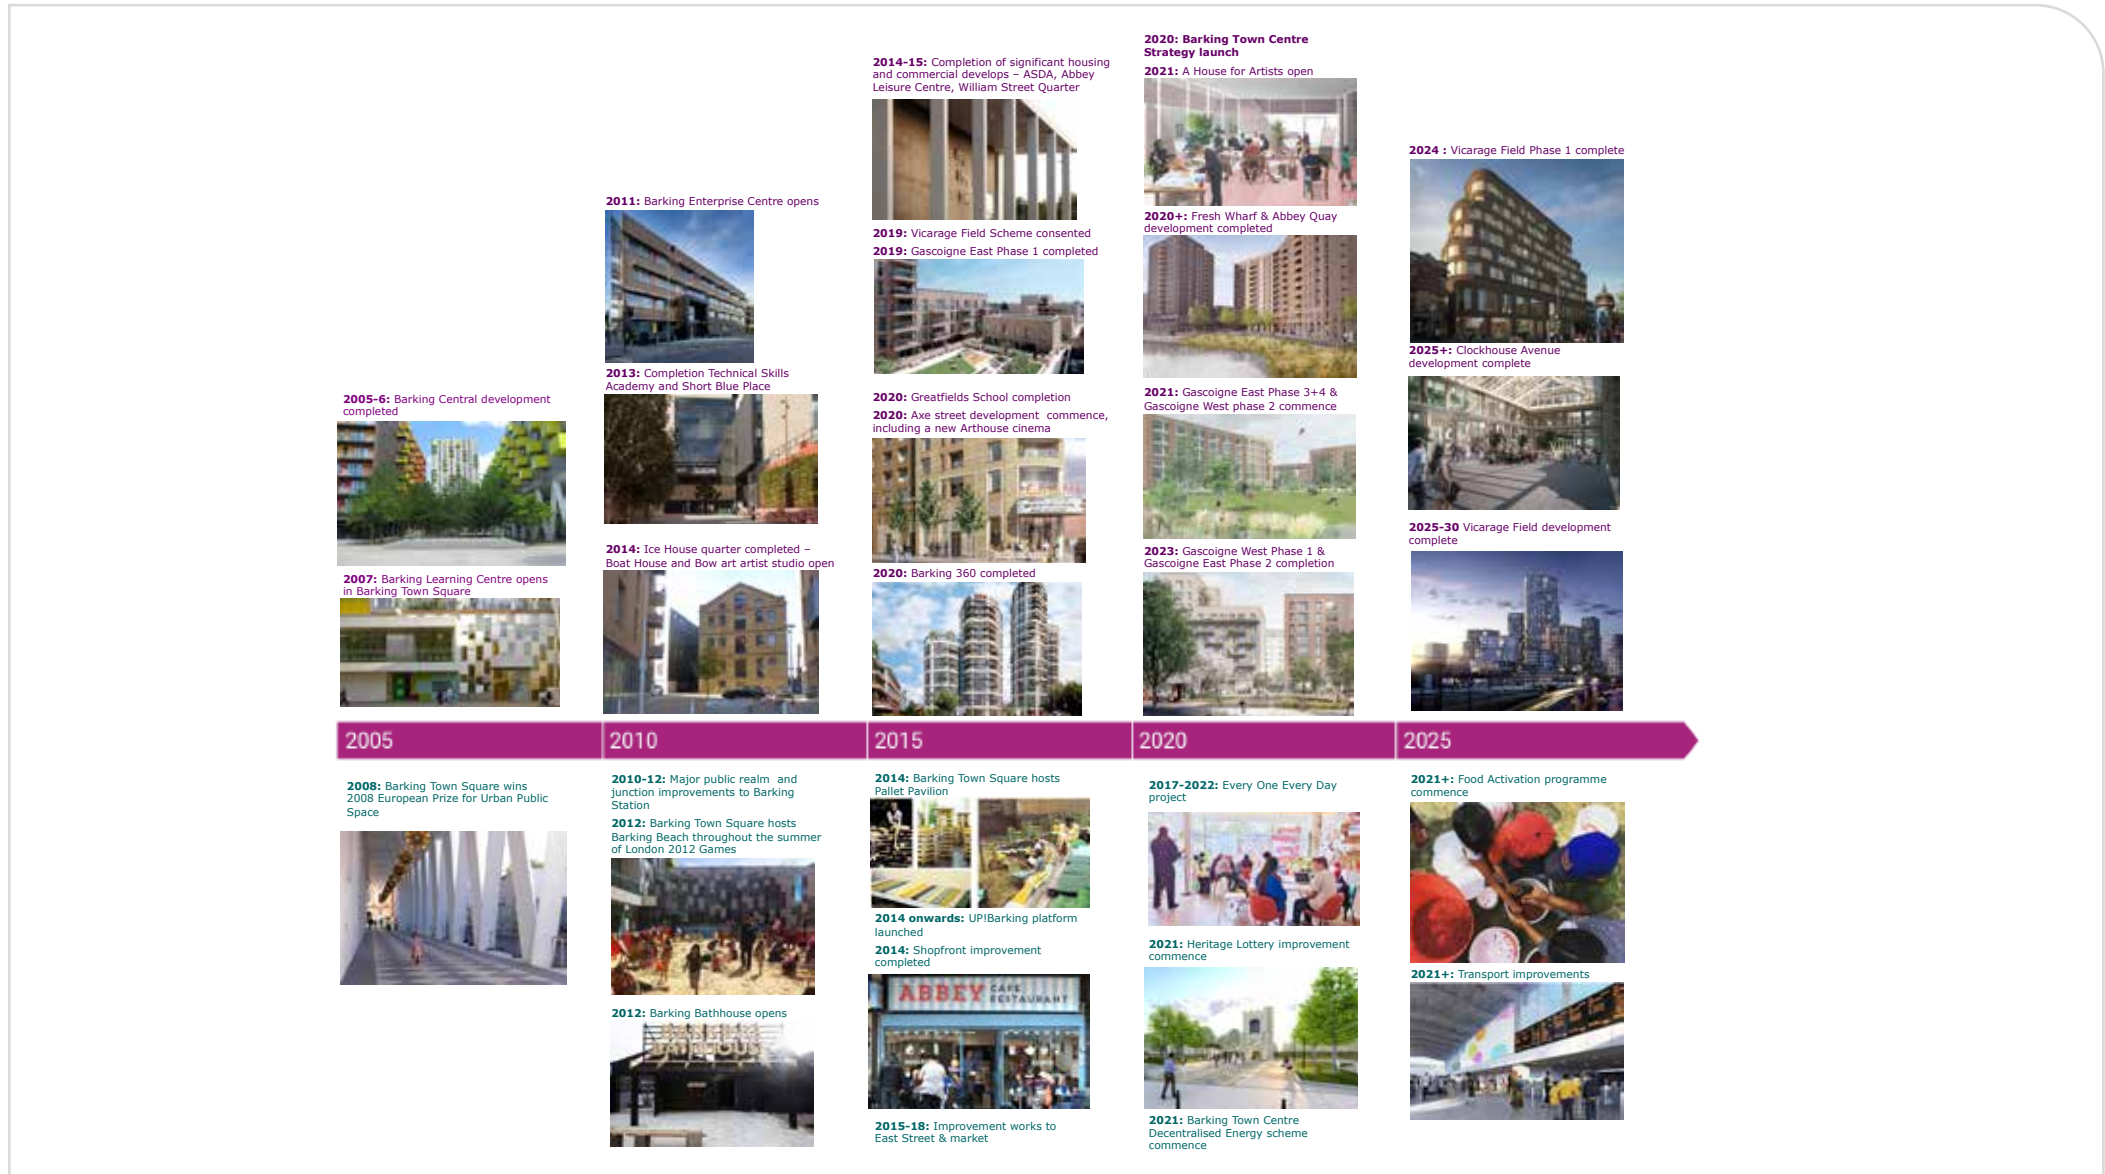 2005-6: Barking Central development
completed
2007: Barking Learning Centre opens
in Barking Town Square
2011: Barking Enterprise Centre opens
2013: Completion Technical Skills
Academy and Short Blue Place
2014: Ice House quarter completed –
Boat House and Bow art artist studio open
2014-15: Completion of significant housing
and commercial develops – ASDA, Abbey
Leisure Centre, William Street Quarter
2019: Vicarage Field Scheme consented
2019: Gascoigne East Phase 1 completed
2020: Greatfields School completion
2020: Axe street development commence,
including a new Arthouse cinema
2020: Barking 360 completed
2020: Barking Town Centre
Strategy launch
2021: A House for Artists open
2020+: Fresh Wharf & Abbey Quay
development completed
2021: Gascoigne East Phase 3+4 &
Gascoigne West phase 2 commence
2023: Gascoigne West Phase 1 &
Gascoigne East Phase 2 completion
2024 : Vicarage Field Phase 1 complete
2025+: Clockhouse Avenue
development complete
2025-30 Vicarage Field development
complete
2005
2010
2015
2020
2025
2008: Barking Town Square wins
2008 European Prize for Urban Public
Space
2010-12: Major public realm and
junction improvements to Barking
Station
2012: Barking Town Square hosts
Barking Beach throughout the summer
of London 2012 Games
2012: Barking Bathhouse opens
2014: Barking Town Square hosts
Pallet Pavilion
2014 onwards: UP!Barking platform
launched
2014: Shopfront improvement
completed
ABBEY CAFE RESTAURANT
2015-18: Improvement works to
East Street & market
2017-2022: Every One Every Day
project
2021: Heritage Lottery improvement
commence
2021: Barking Town Centre
Decentralised Energy scheme
commence
2021+: Food Activation programme
commence
2021+: Transport improvements